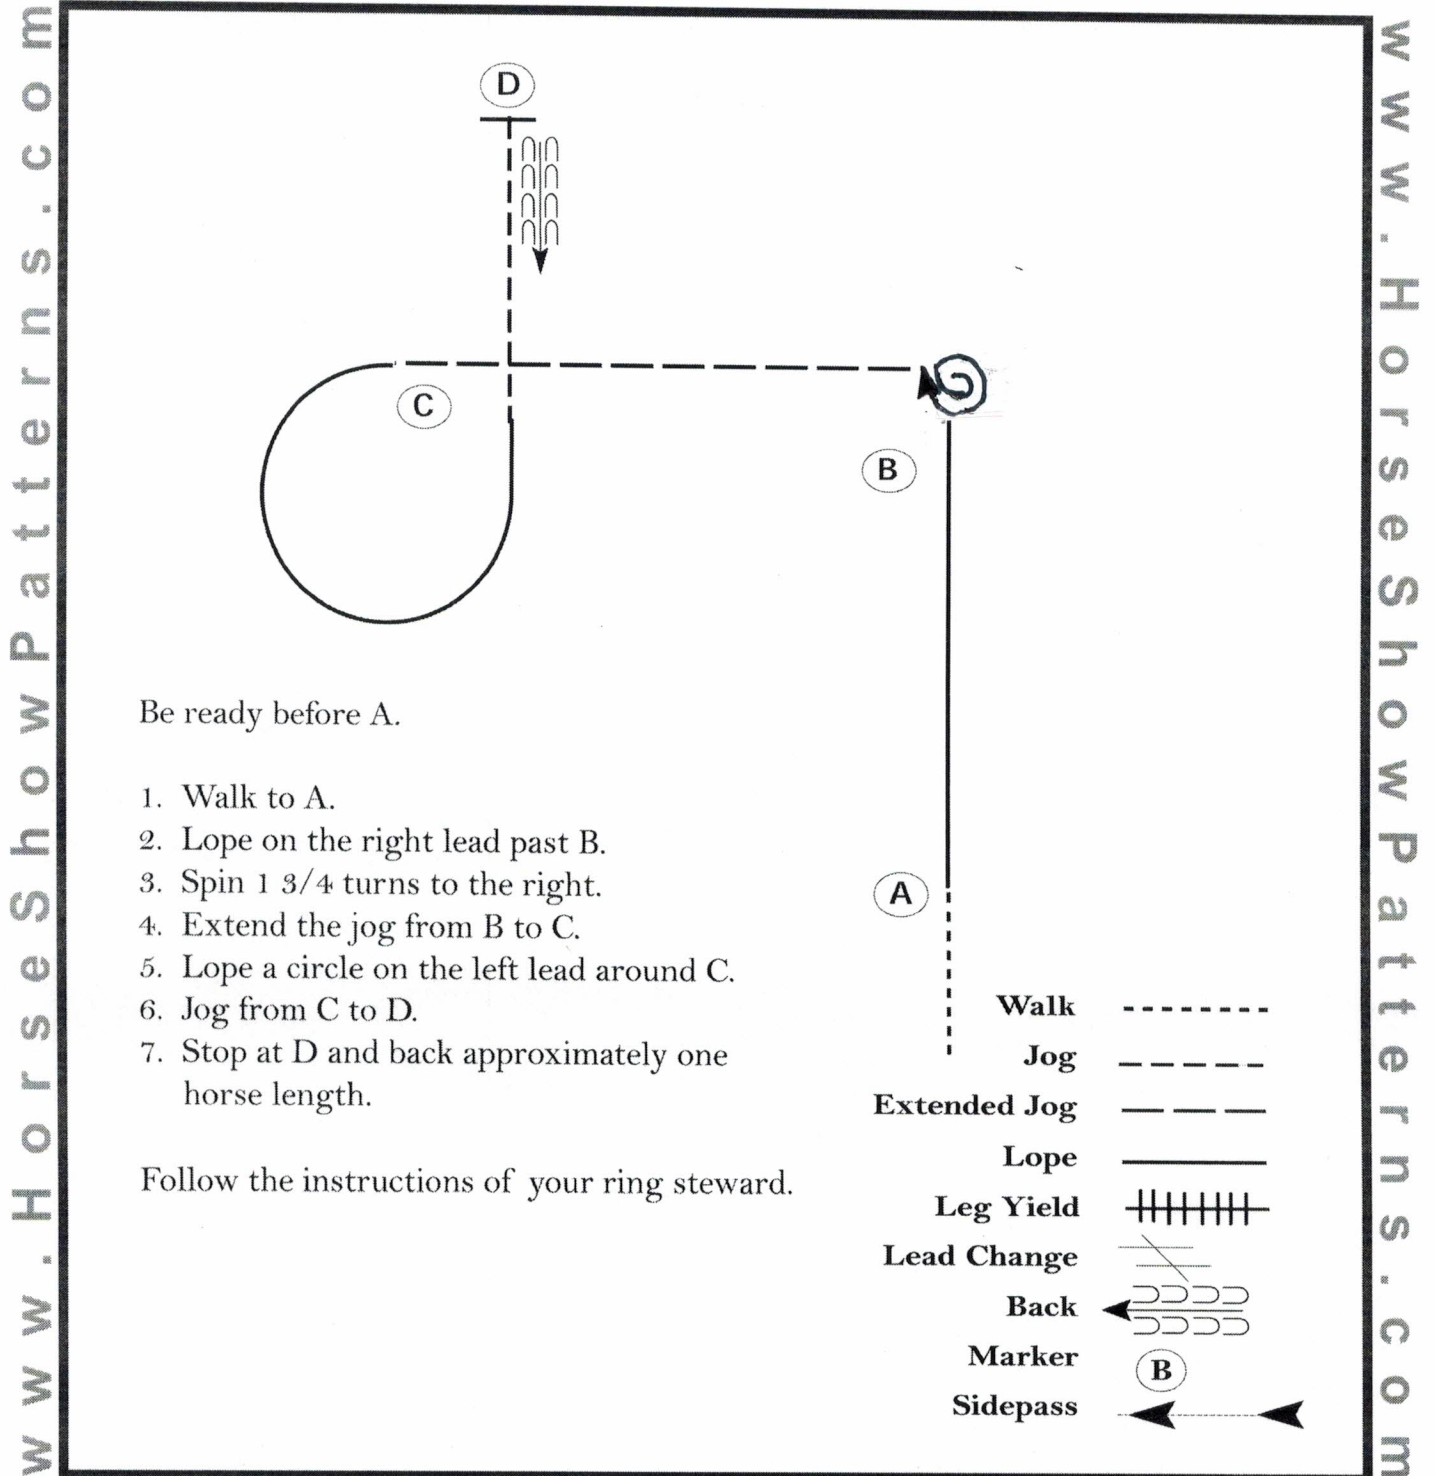 www.HorseShowPatterns.com
D
C
B
A
Be ready before A.
1. Walk to A.
2. Lope on the right lead past B.
3. Spin 1 3/4 turns to the right.
4. Extend the jog from B to C.
5. Lope a circle on the left lead around C.
6. Jog from C to D.
7. Stop at D and back approximately one
horse length.
Follow the instructions of your ring steward.
Walk
Jog
Extended Jog
Lope
Leg Yield
Lead Change
Back
Marker B
Sidepass
www.HorseShowPatterns.com